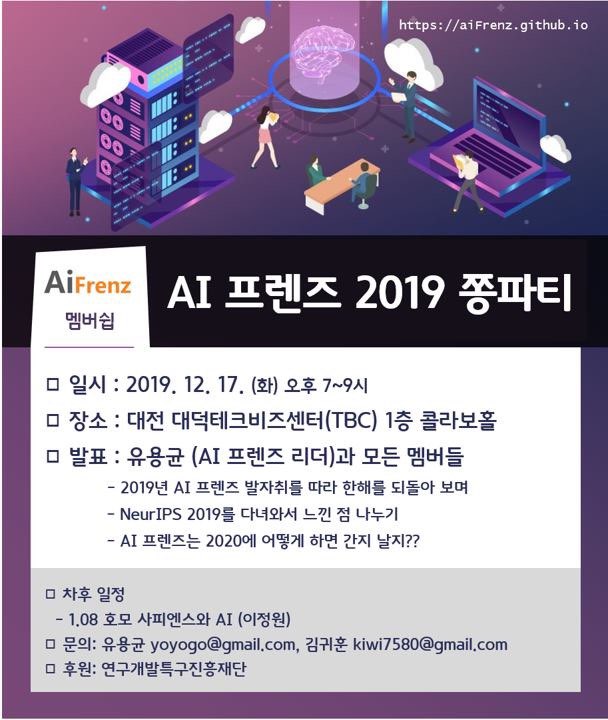 https://aiFrenz.github.io
AiFrenz
멤버쉽
AI 프렌즈 2019 쫑파티
□ 일시 : 2019. 12. 17. (화) 오후 7~9시
□ 장소 : 대전 대덕테크비즈센터(TBC) 1층 콜라보홀
□ 발표 : 유용균 (AI 프렌즈 리더)과 모든 멤버들
- 2019년 AI 프렌즈 발자취를 따라 한해를 되돌아 보며
- NeurIPS 2019를 다녀와서 느낀 점 나누기
- AI 프렌즈는 2020에 어떻게 하면 간지 날지??
□ 차후 일정
- 1.08 호모 사피엔스와 AI (이정원)
□ 문의: 유용균 yoyogo@gmail.com, 김귀훈 kiwi7580@gmail.com
□ 후원: 연구개발특구진흥재단